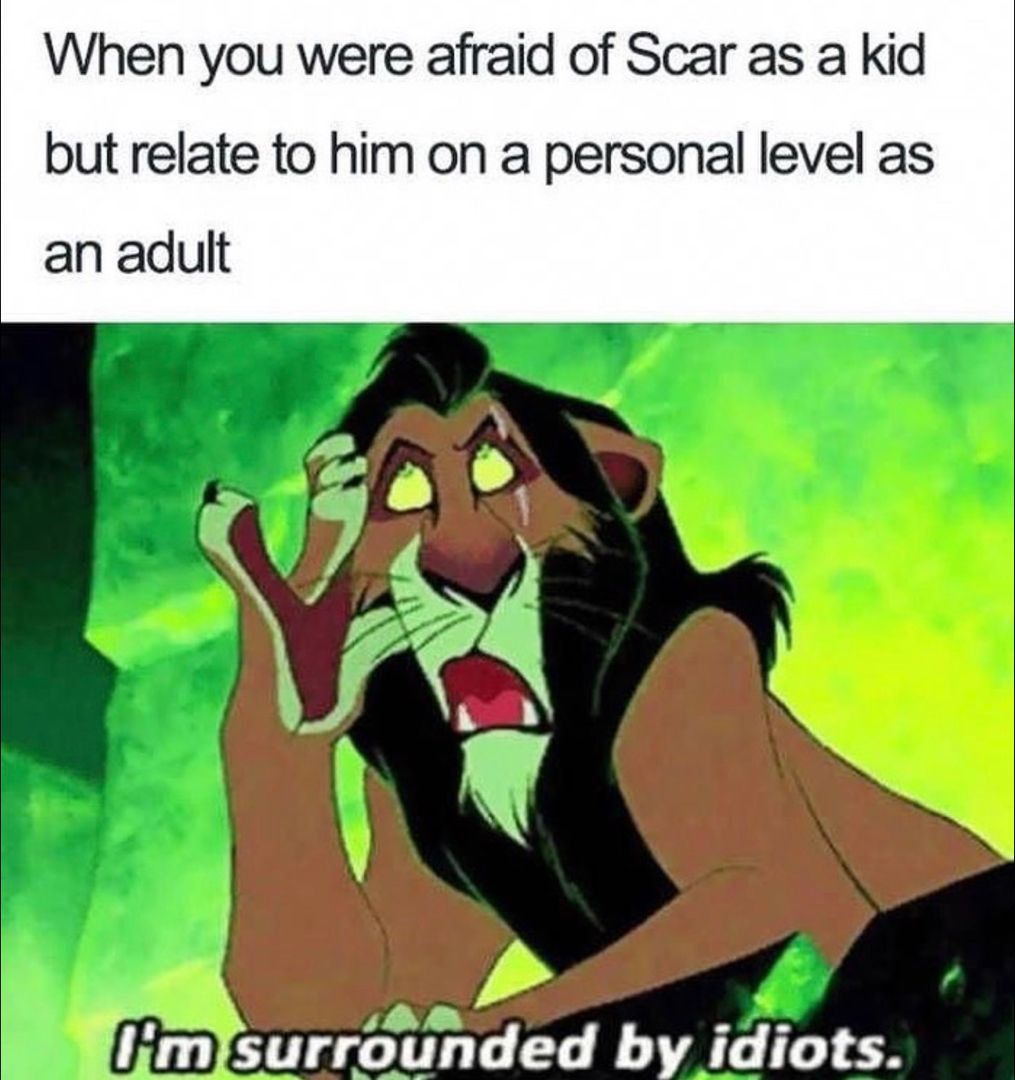 When you were afraid of Scar as a kid
but relate to him on a personal level as
an adult
I'm surrounded by idiots.